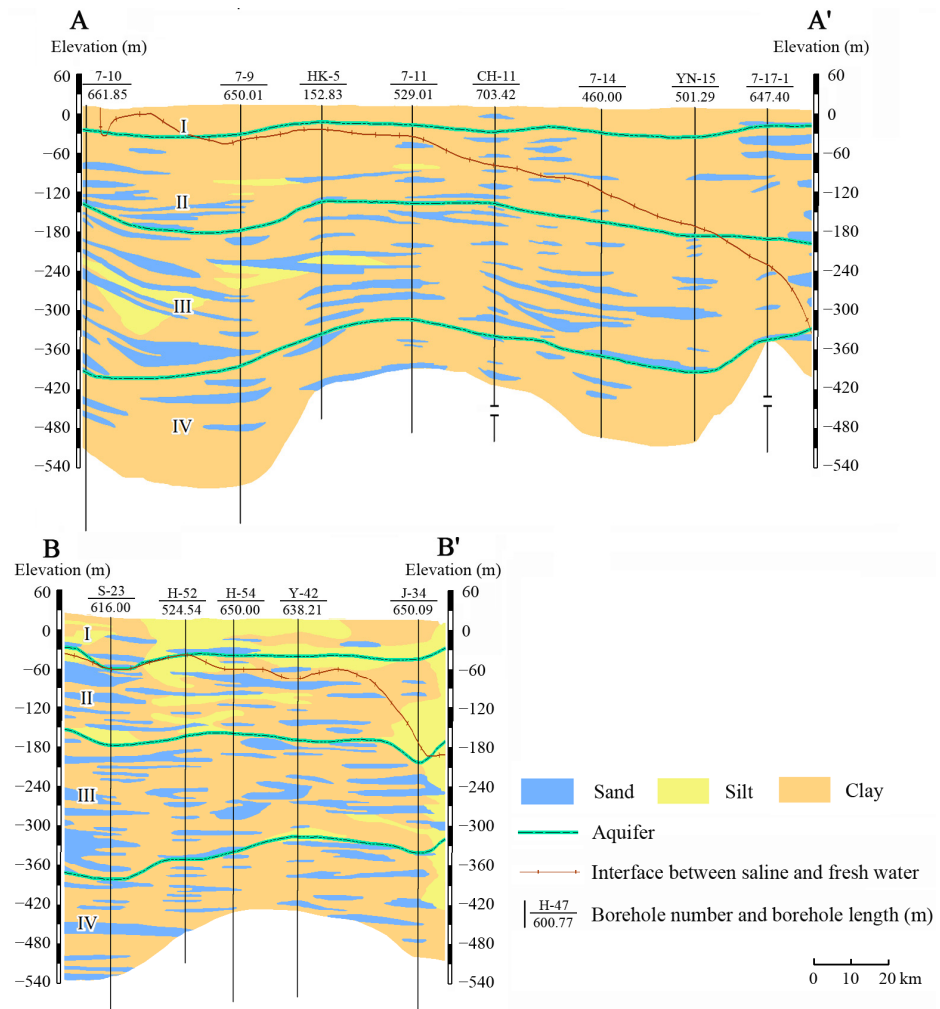 A A'
Elevation (m) Elevation (m)
7-10 7-9 HK-5 7-11 CH-11 7-14 YN-15 7-17-1
661.85 650.01 152.83 529.01 703.42 460.00 501.29 647.40
60 60
0 0
−60 −60
−120 −120
−180 −180
−240 −240
−300 −300
−360 −360
−420 −420
−480 −480
−540 −540
I
II
III
IV
B B'
Elevation (m) Elevation (m)
S-23 H-52 H-54 Y-42 J-34
616.00 524.54 650.00 638.21 650.09
60 60
0 0
−60 −60
−120 −120
−180 −180
−240 −240
−300 −300
−360 −360
−420 −420
−480 −480
−540 −540
I
II
III
IV
Sand Silt Clay
Aquifer
Interface between saline and fresh water
H-47
600.77
Borehole number and borehole length (m)
0 10 20 km